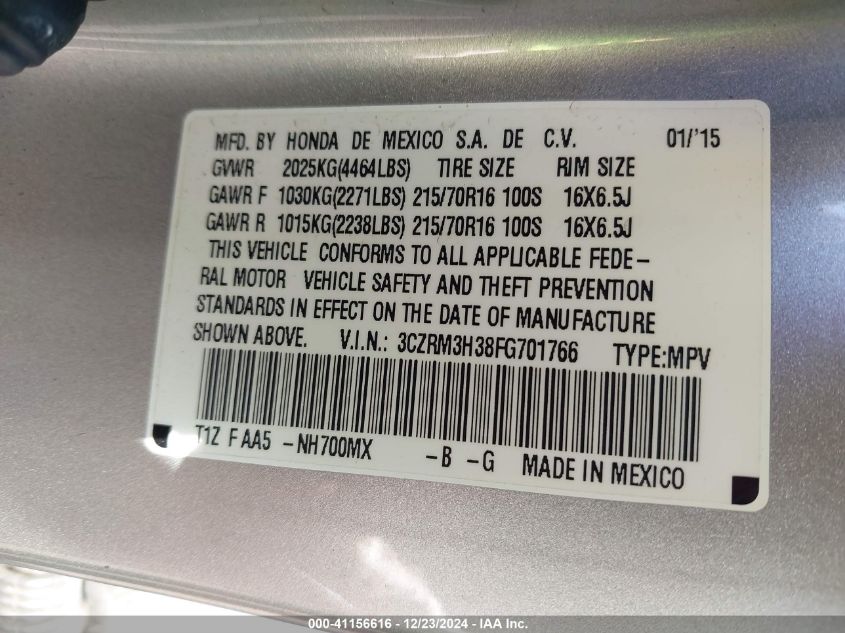 MFD. BY HONDA DE MEXICO S.A. DE C.V. 01/'15
GVWR 2025KG(4464LBS) TIRE SIZE RIM SIZE
GAWR F 1030KG(2271LBS) 215/70R16 100S 16X6.5J
GAWR R 1015KG(2238LBS) 215/70R16 100S 16X6.5J
THIS VEHICLE CONFORMS TO ALL APPLICABLE FEDE-
RAL MOTOR VEHICLE SAFETY AND THEFT PREVENTION
STANDARDS IN EFFECT ON THE DATE OF MANUFACTURE
SHOWN ABOVE. V.I.N.: 3CZRM3H38FG701766 TYPE:MPV
T1Z F AA5 -NH700MX -B -G MADE IN MEXICO
000-41156616 - 12/23/2024 - IAA Inc.